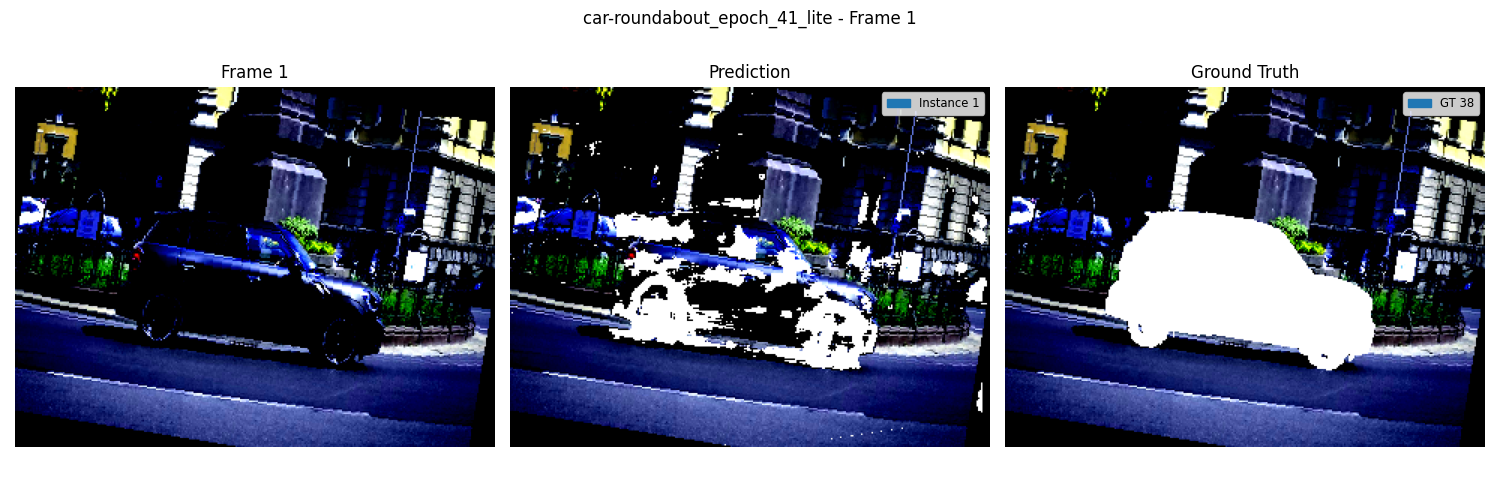 car-roundabout_epoch_41_lite - Frame 1
Frame 1
Prediction
Ground Truth
Instance 1
GT 38